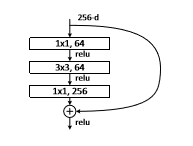 256-d
1x1, 64
relu
3x3, 64
relu
1x1, 256
+
relu